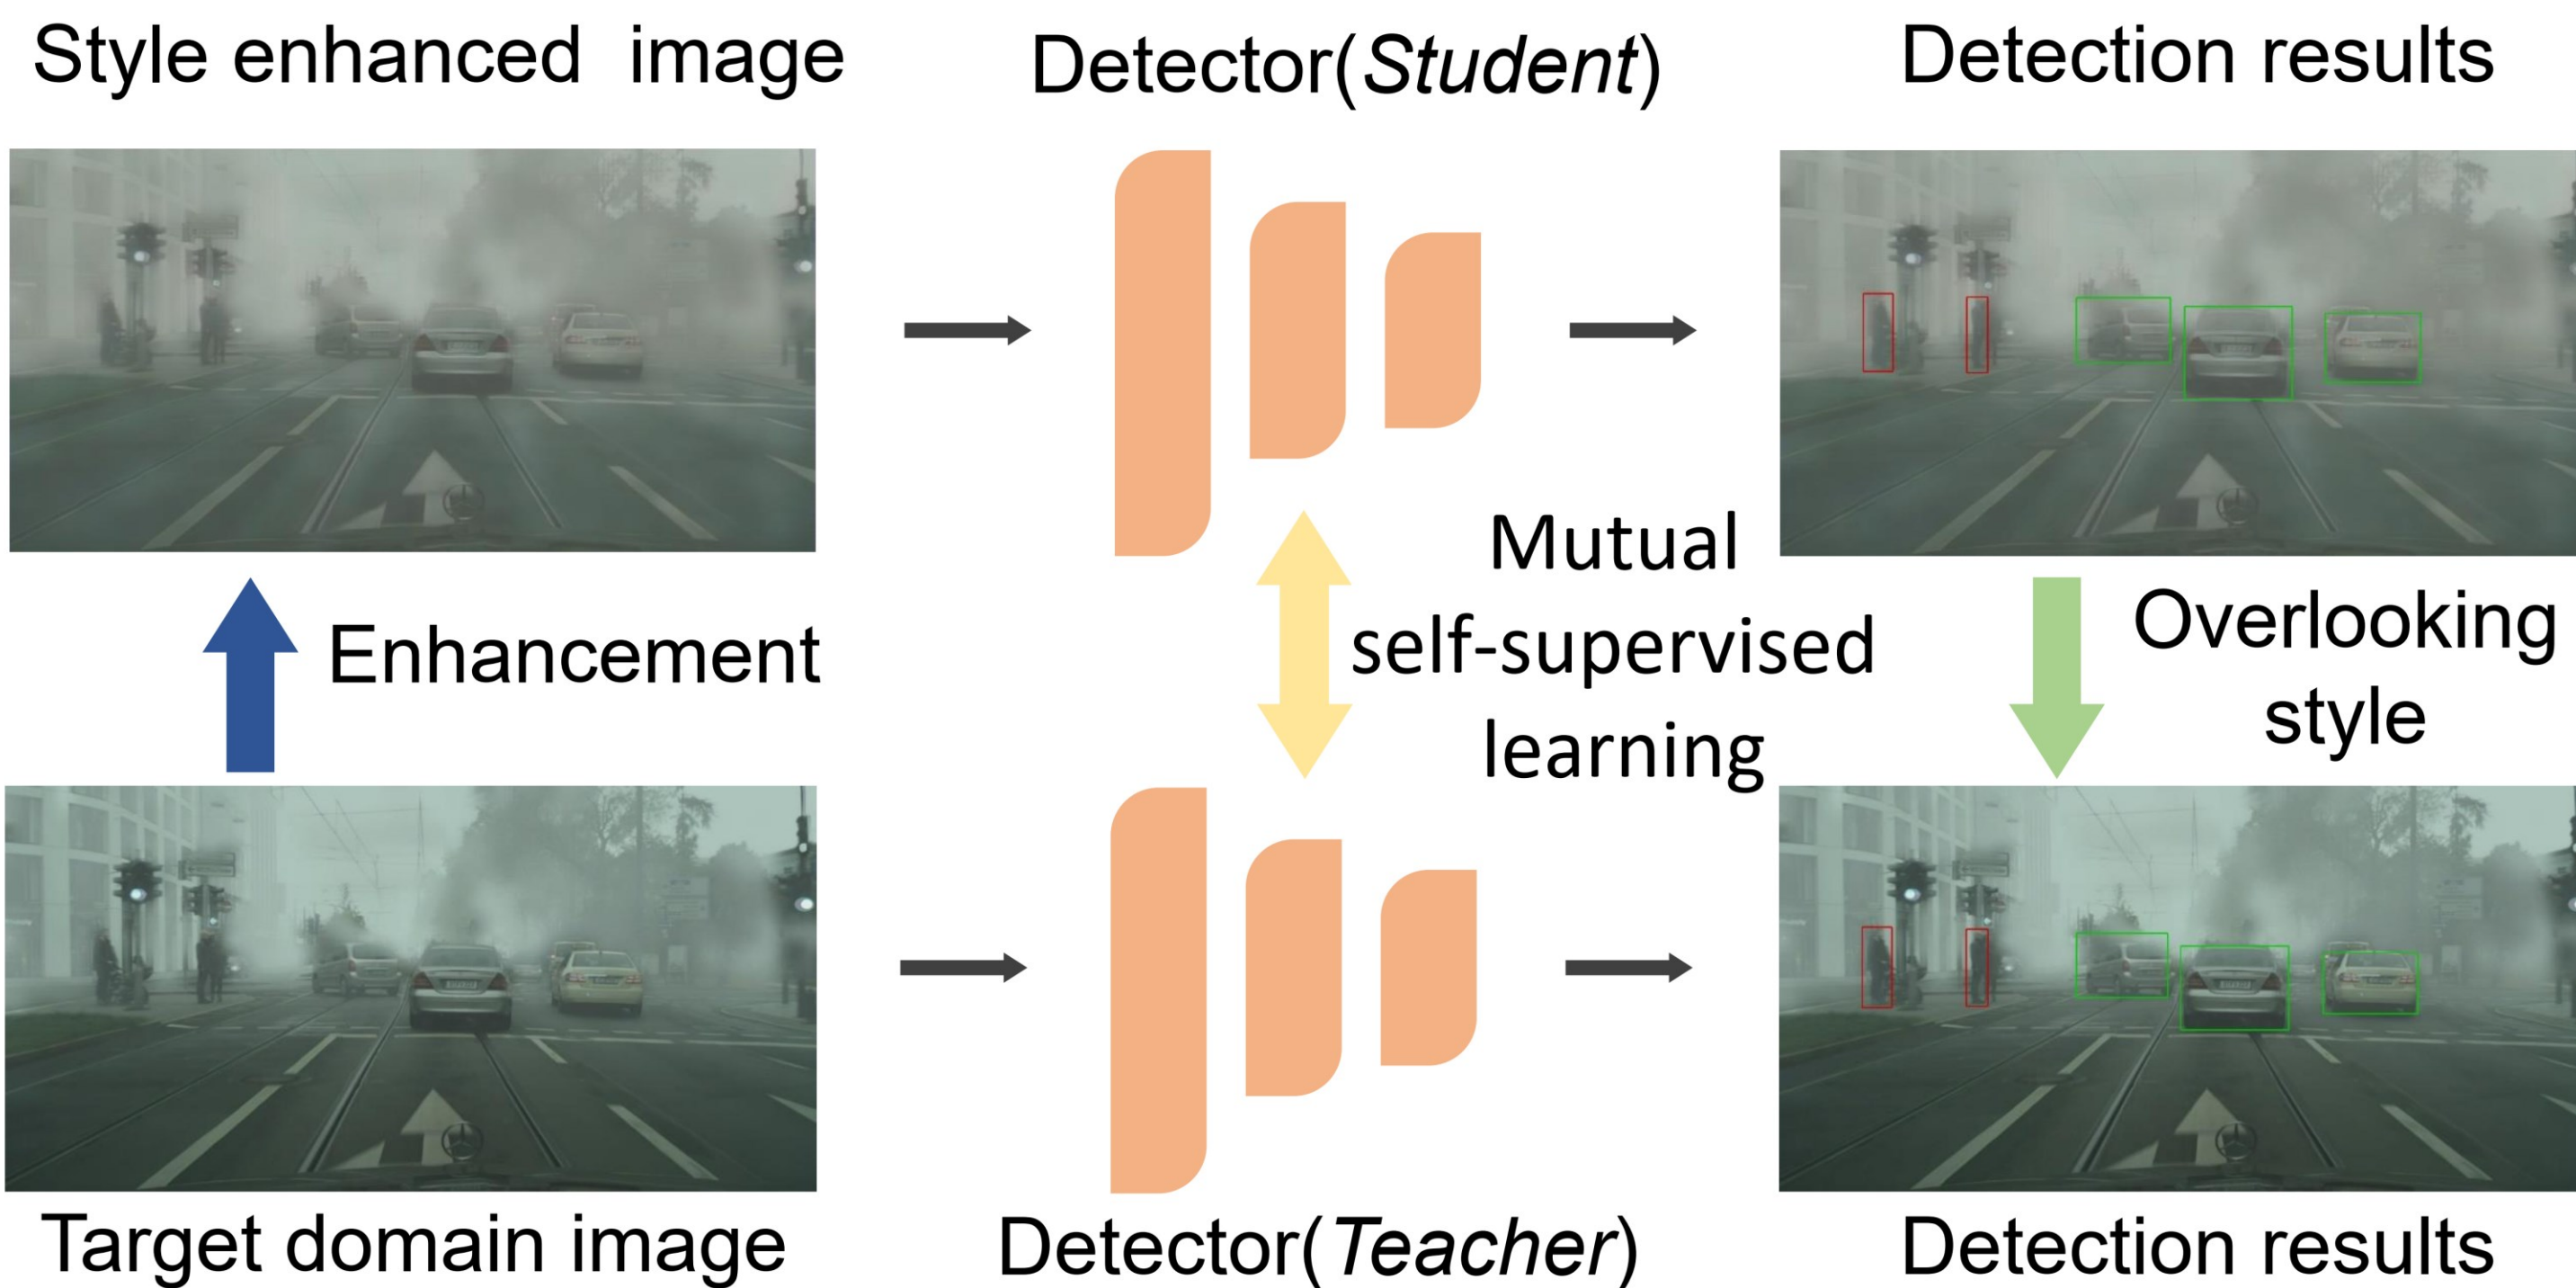 Style enhanced image
Detector(Student)
Detection results
Enhancement
Mutual
self-supervised
learning
Overlooking
style
Target domain image
Detector(Teacher)
Detection results